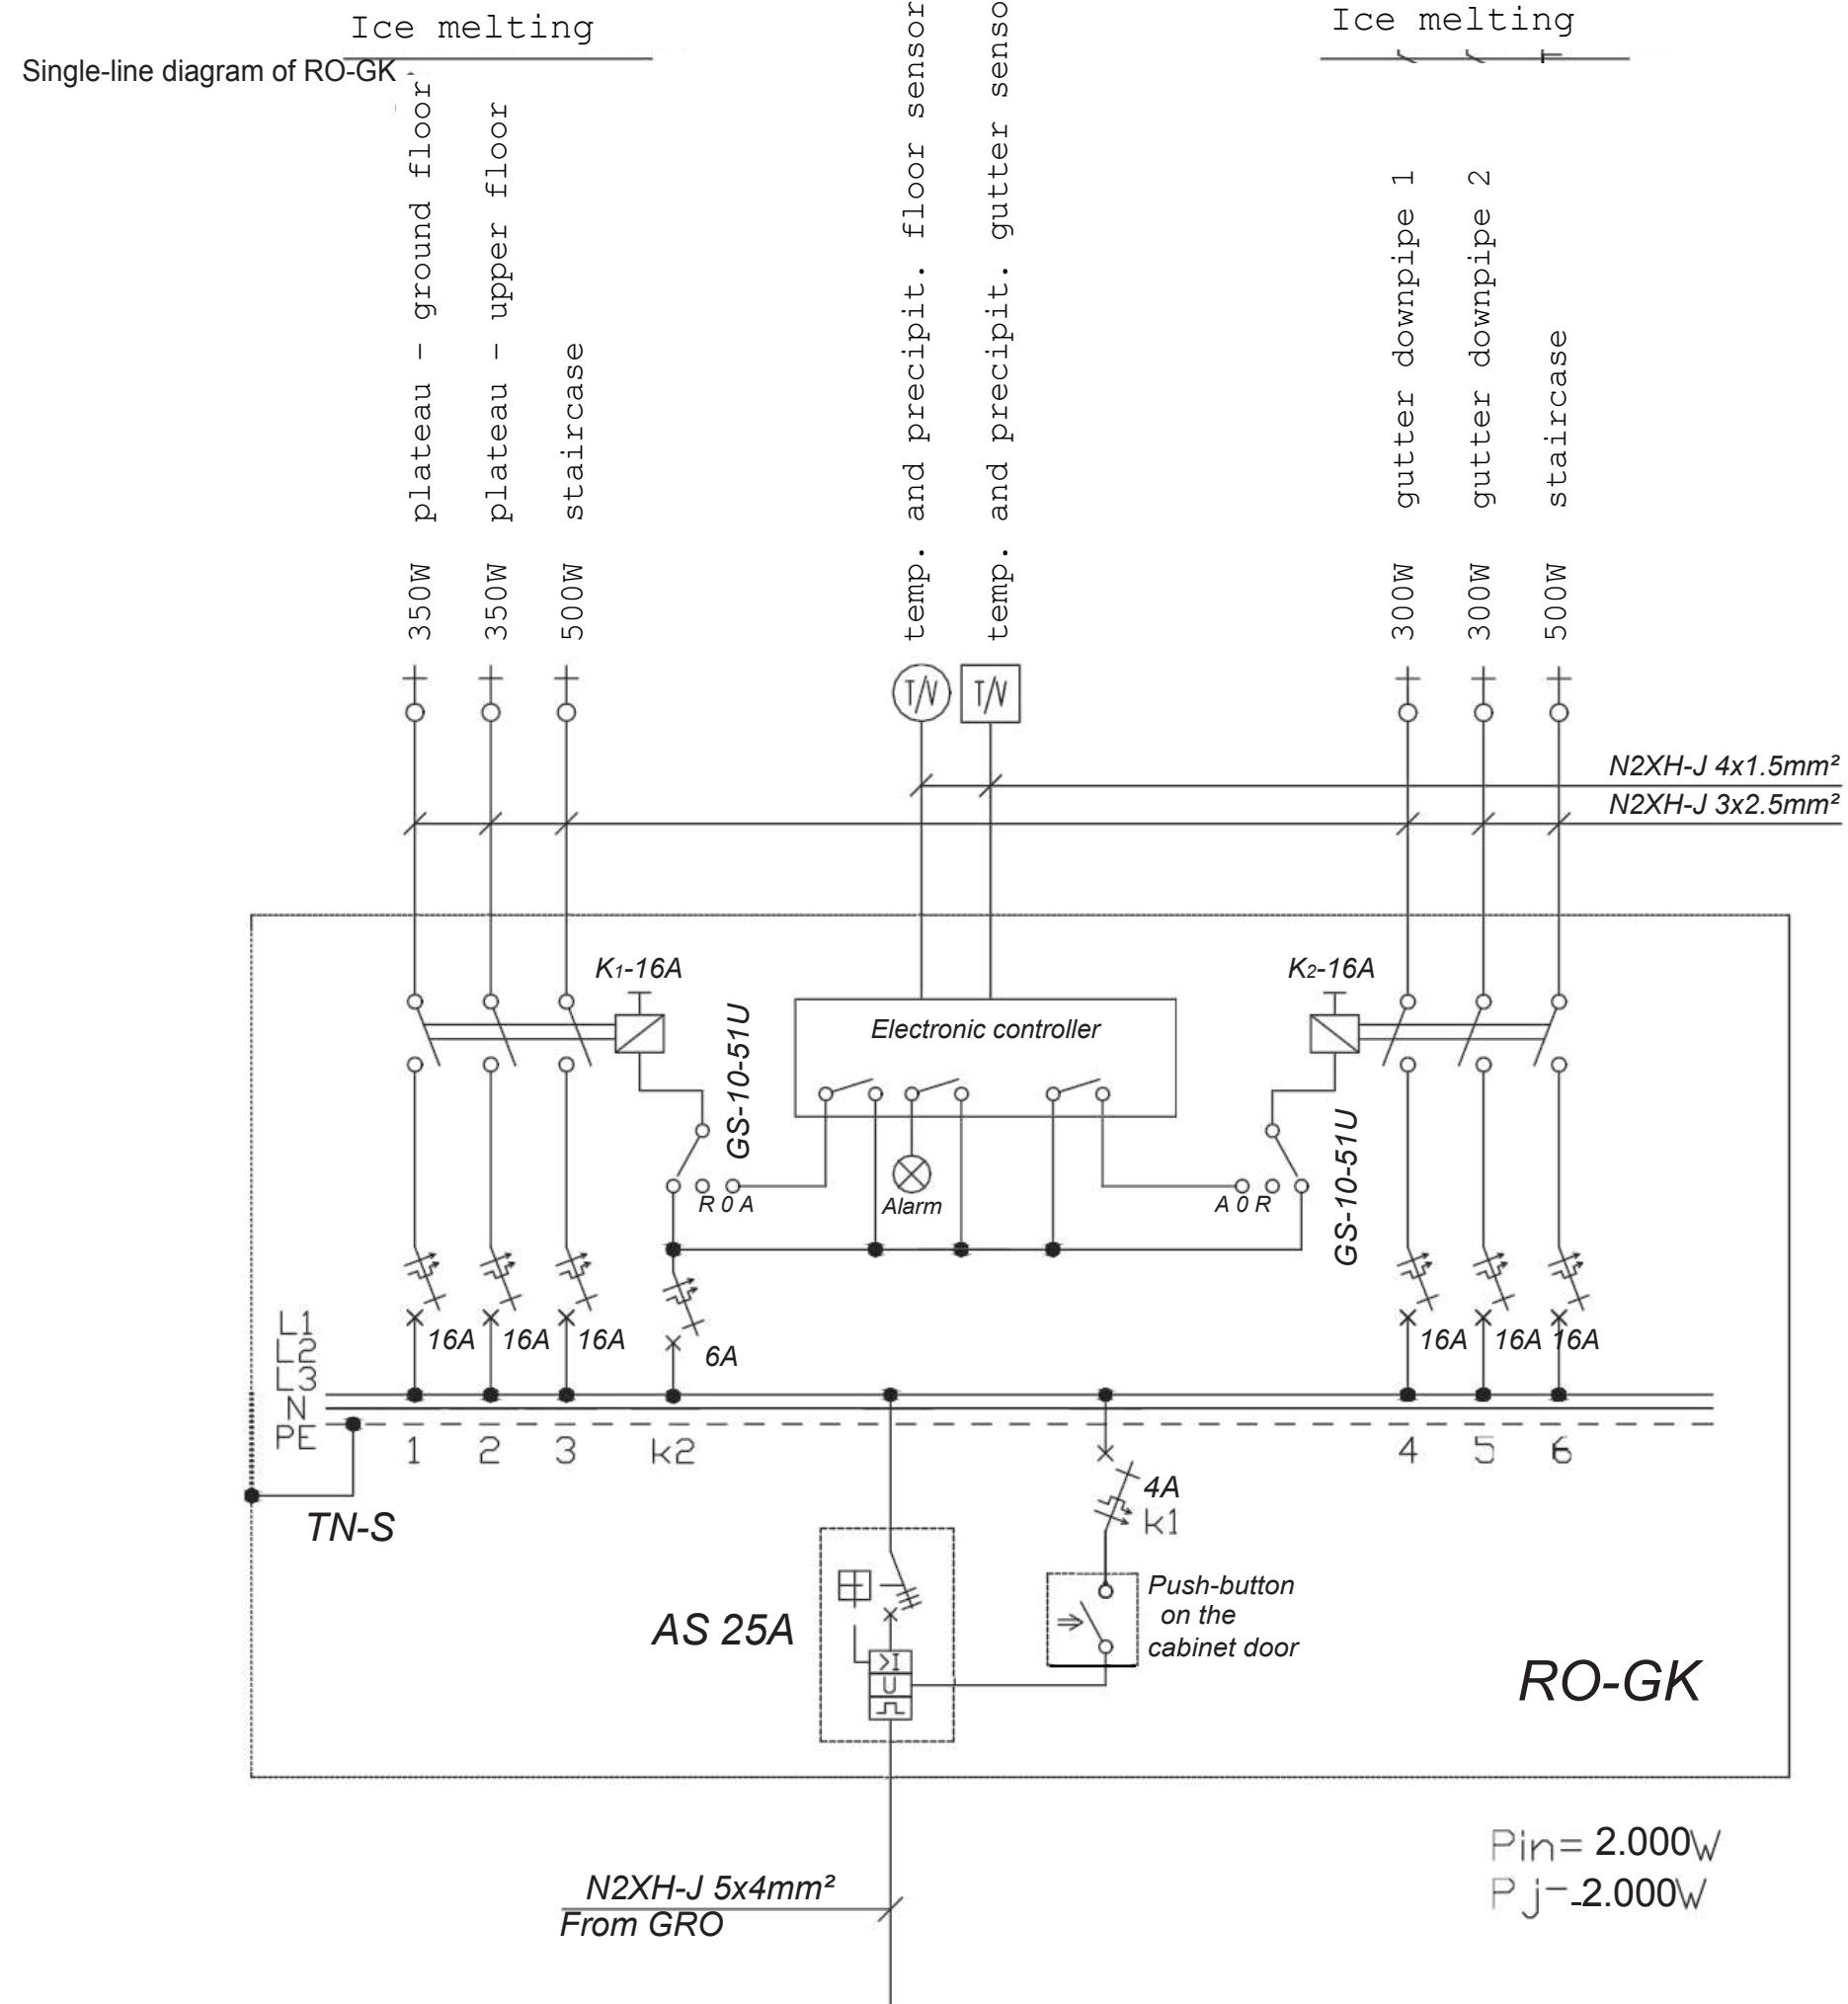 Ice melting
Ice melting
Single-line diagram of RO-GK
350W plateau - ground floor
350W plateau - upper floor
500W staircase
temp. and precipit. floor sensor
temp. and precipit. gutter senso
300W gutter downpipe 1
300W gutter downpipe 2
500W staircase
T/N
T/N
N2XH-J 4x1.5mm²
N2XH-J 3x2.5mm²
K1-16A
K2-16A
GS-10-51U
Electronic controller
GS-10-51U
R 0 A
Alarm
A 0 R
L1
L2
L3
N
PE
16A
16A
16A
6A
16A
16A
16A
1
2
3
k2
4
5
6
TN-S
4A
k1
AS 25A
>I
U
Push-button
on the
cabinet door
RO-GK
Pin= 2.000W
Pj--2.000W
N2XH-J 5x4mm²
From GRO